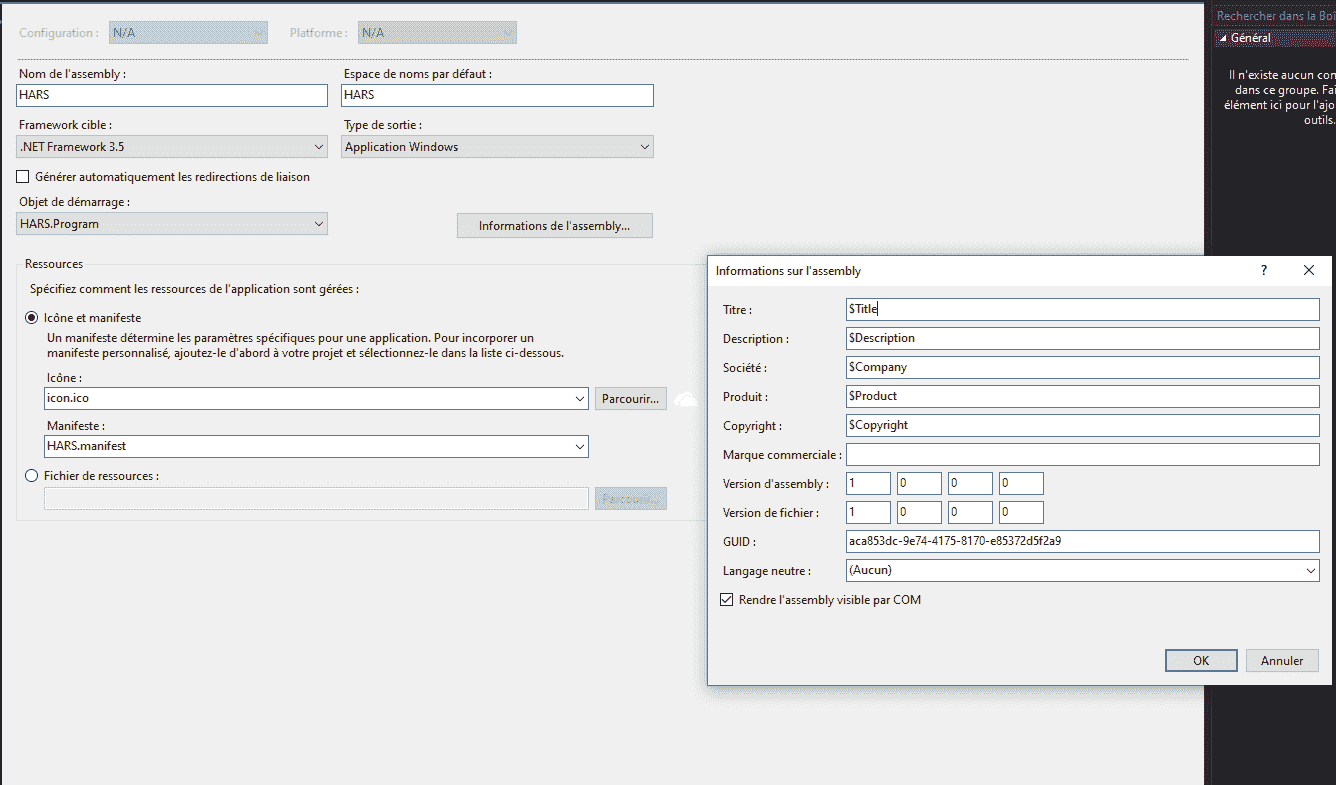 Configuration : N/A Platforme : N/A
Rechercher dans la Boî
Général
Il n'existe aucun con
dans ce groupe. Fai
élément ici pour l'ajo
outils.
Nom de l'assembly : Espace de noms par défaut :
HARS HARS
Framework cible : Type de sortie :
.NET Framework 3.5 Application Windows
Générer automatiquement les redirections de liaison
Objet de démarrage :
HARS.Program Informations de l'assembly...
Ressources
Spécifiez comment les ressources de l'application sont gérées :
Icône et manifeste
Un manifeste détermine les paramètres spécifiques pour une application. Pour incorporer un
manifeste personnalisé, ajoutez-le d'abord à votre projet et sélectionnez-le dans la liste ci-dessous.
Icône :
icon.ico Parcourir...
Manifeste :
HARS.manifest
Fichier de ressources :
Parcourir...
Informations sur l'assembly ?
Titre : $Title
Description : $Description
Société : $Company
Produit : $Product
Copyright : $Copyright
Marque commerciale :
Version d'assembly : 1 0 0 0
Version de fichier : 1 0 0 0
GUID : aca853dc-9e74-4175-8170-e85372d5f2a9
Langage neutre : (Aucun)
Rendre l'assembly visible par COM
OK Annuler